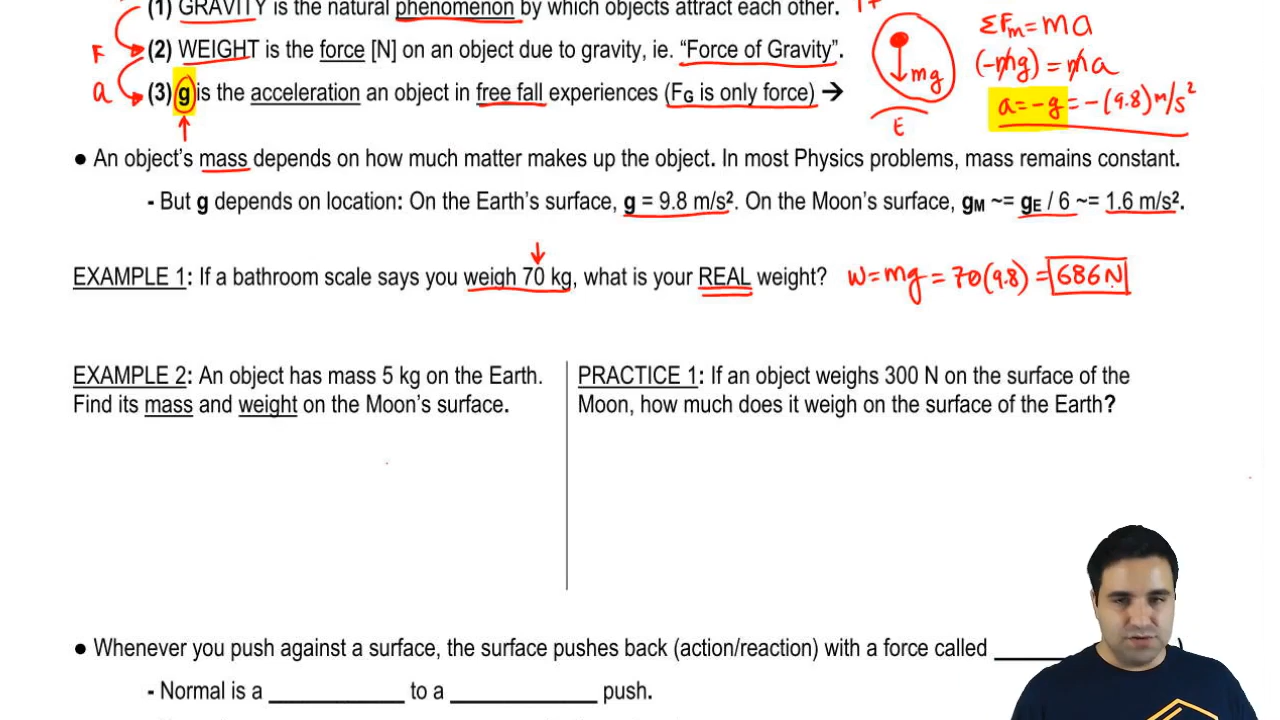 (1) GRAVITY is the natural phenomenon by which objects attract each other.
F (2) WEIGHT is the force [N] on an object due to gravity, ie. “Force of Gravity”.
a (3) g is the acceleration an object in free fall experiences (FG is only force) →
mg
E
ΣFm = ma
(-mg) = ma
a = -g = -(9.8) m/s²
● An object’s mass depends on how much matter makes up the object. In most Physics problems, mass remains constant.
- But g depends on location: On the Earth’s surface, g = 9.8 m/s². On the Moon’s surface, gM ~= gE / 6 ~= 1.6 m/s².
EXAMPLE 1: If a bathroom scale says you weigh 70 kg, what is your REAL weight? W = mg = 70(9.8) = 686N
EXAMPLE 2: An object has mass 5 kg on the Earth.
Find its mass and weight on the Moon’s surface.
PRACTICE 1: If an object weighs 300 N on the surface of the
Moon, how much does it weigh on the surface of the Earth?
● Whenever you push against a surface, the surface pushes back (action/reaction) with a force called ______
- Normal is a ____________ to a _____________ push.